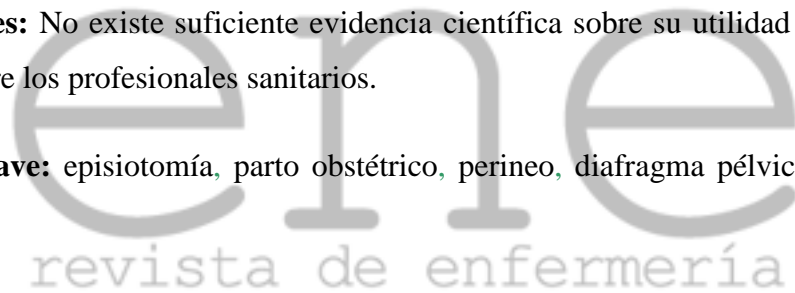 es: No existe suficiente evidencia científica sobre su utilidad
e los profesionales sanitarios.
ave: episiotomía, parto obstétrico, perineo, diafragma pélvic
ene
revista de enfermería